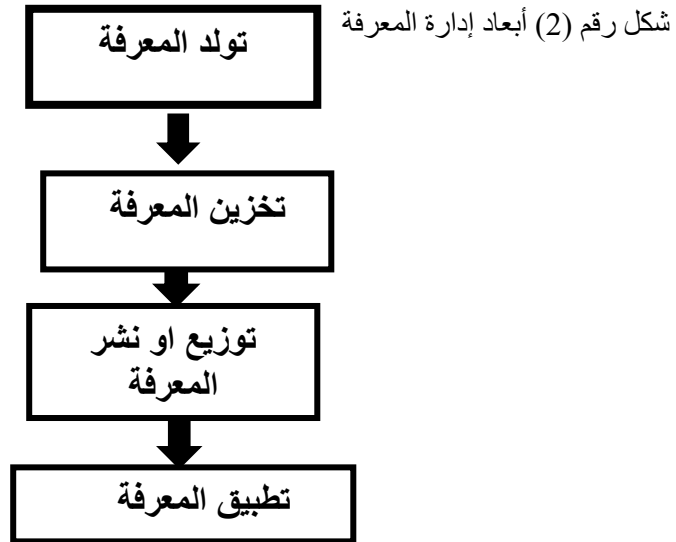 شكل رقم (2) أبعاد إدارة المعرفة
تولد المعرفة
تخزين المعرفة
توزيع او نشر
المعرفة
تطبيق المعرفة